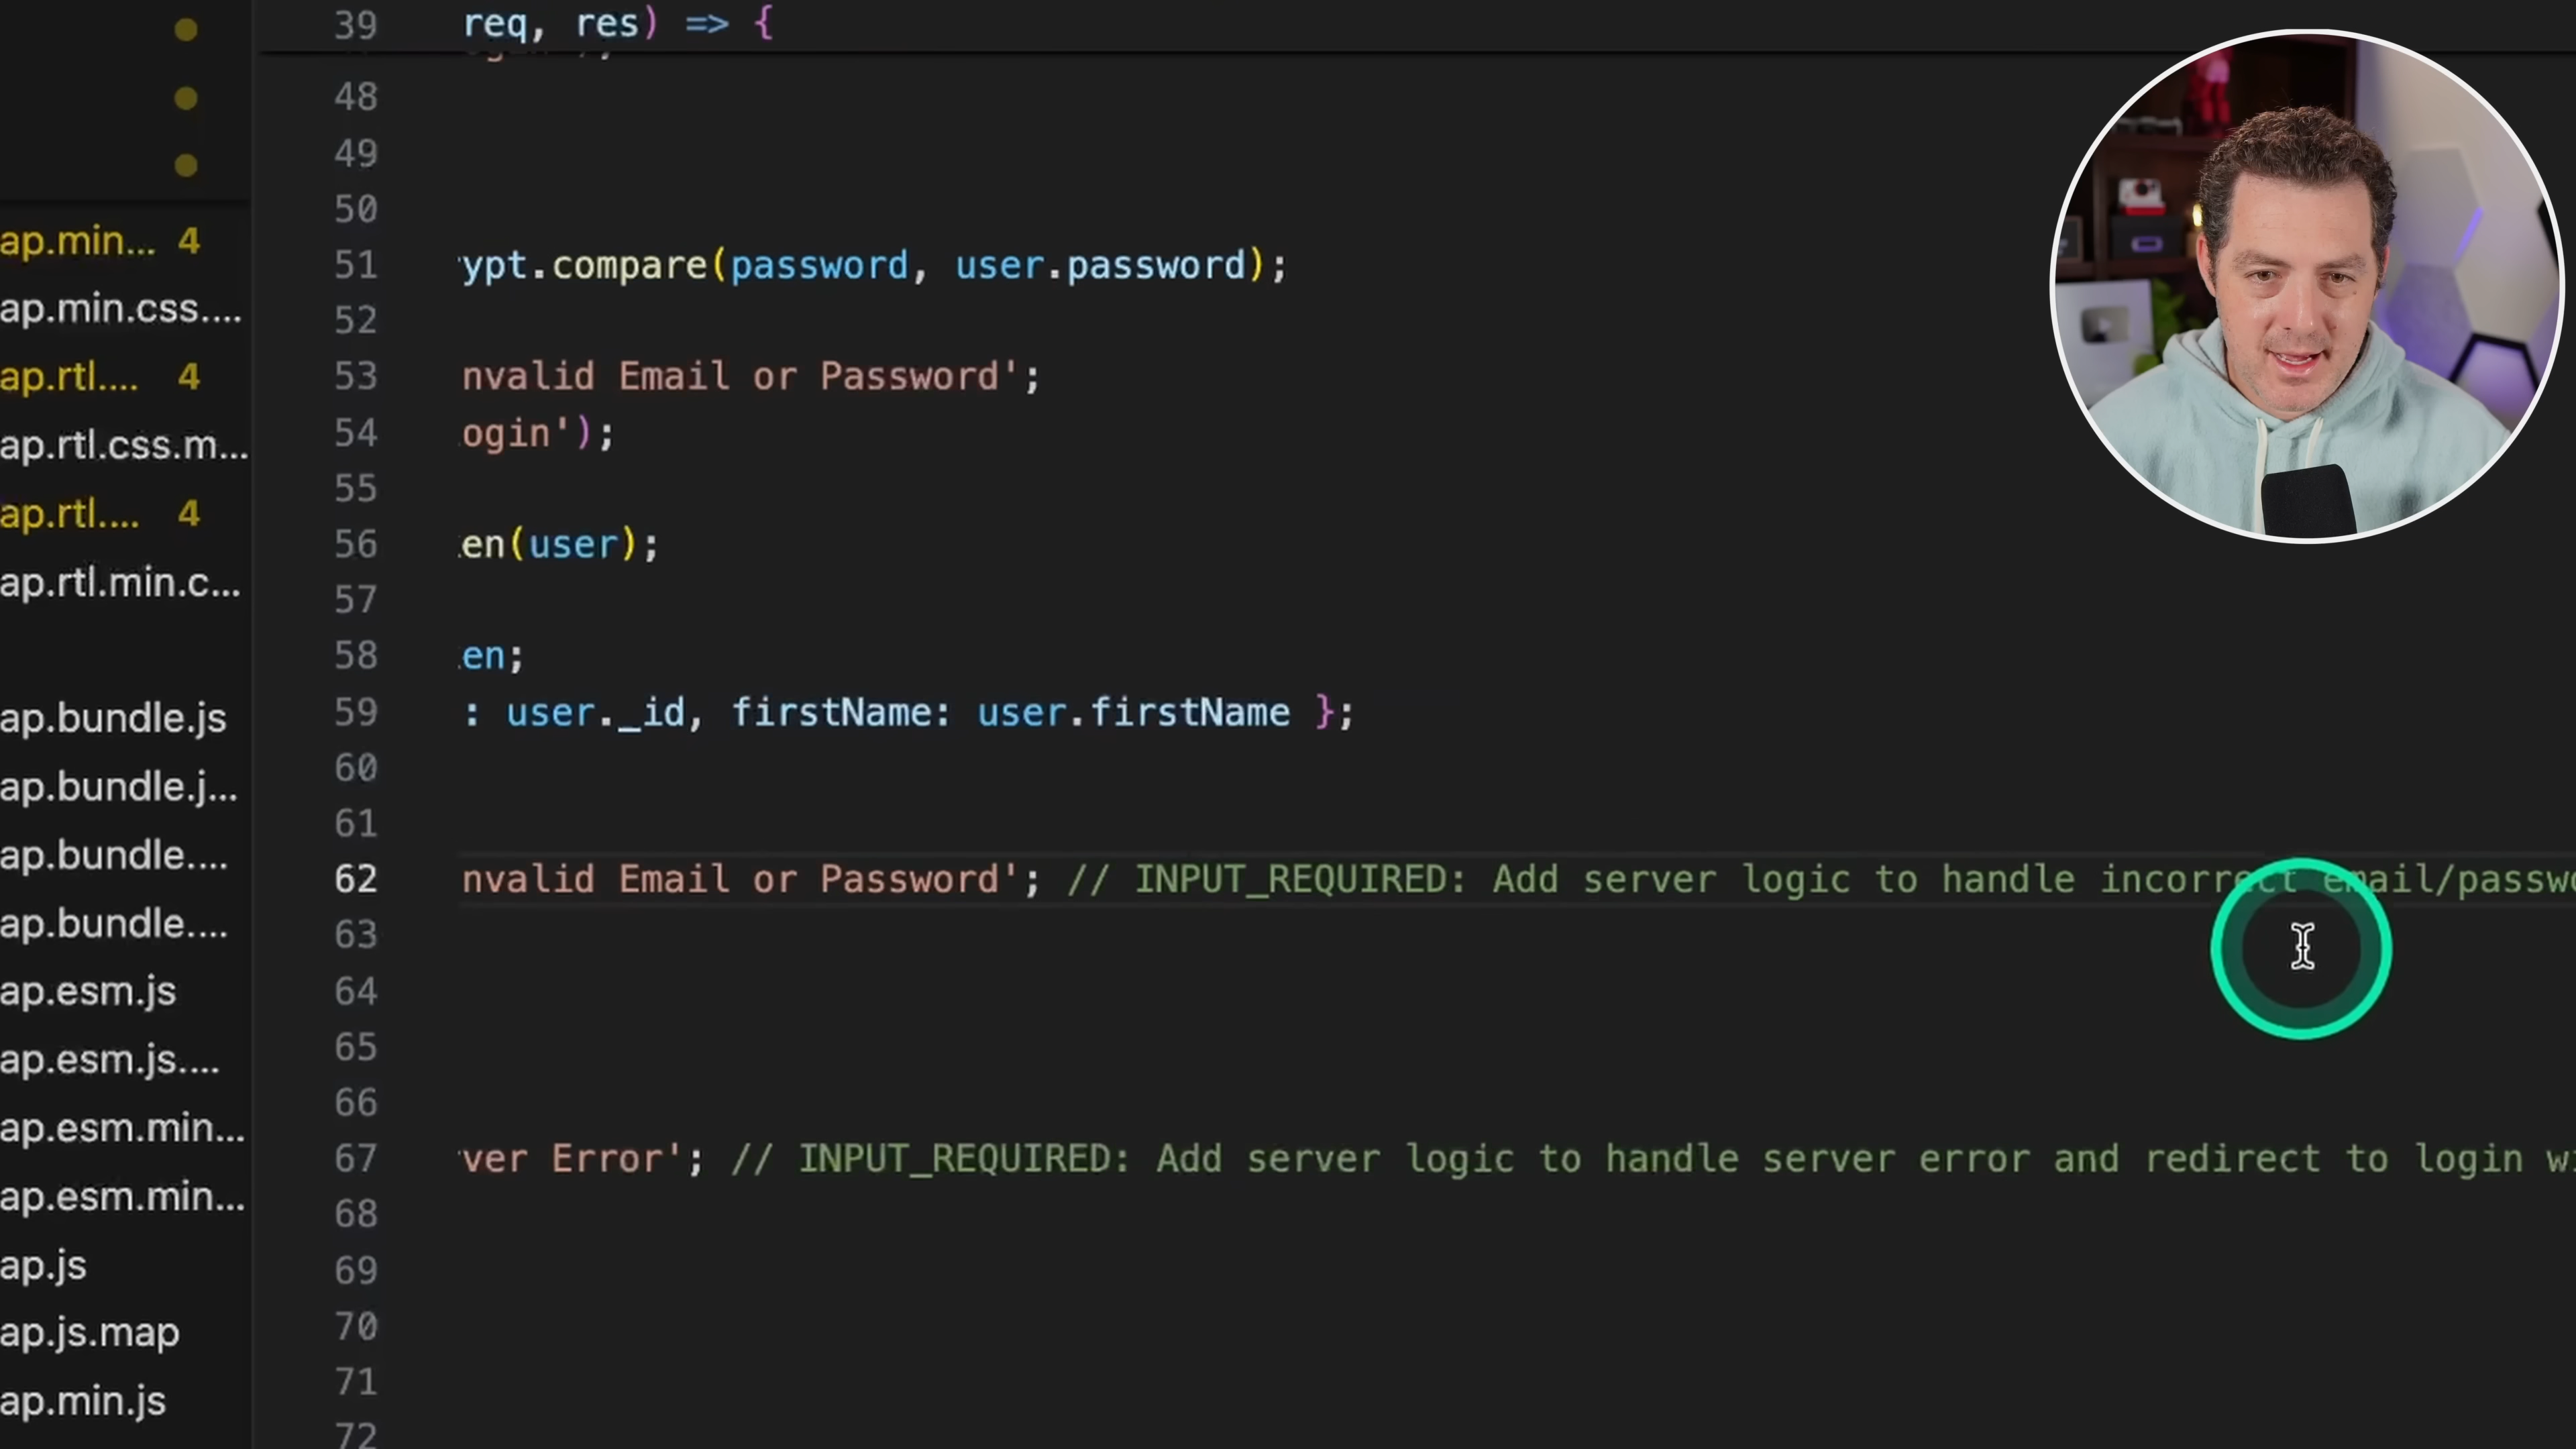 39 req, res) => {
48
49
50
51 ypt.compare(password, user.password);
52
53 nvalid Email or Password';
54 ogin');
55
56 en(user);
57
58 en;
59 : user._id, firstName: user.firstName };
60
61
62 nvalid Email or Password'; // INPUT_REQUIRED: Add server logic to handle incorrect email/passw
63
64
65
66
67 ver Error'; // INPUT_REQUIRED: Add server logic to handle server error and redirect to login wi
68
69
70
71
72
ap.min... 4
ap.min.css....
ap.rtl.... 4
ap.rtl.css.m...
ap.rtl.... 4
ap.rtl.min.c...
ap.bundle.js
ap.bundle.j...
ap.bundle....
ap.bundle....
ap.esm.js
ap.esm.js....
ap.esm.min...
ap.esm.min...
ap.js
ap.js.map
ap.min.js